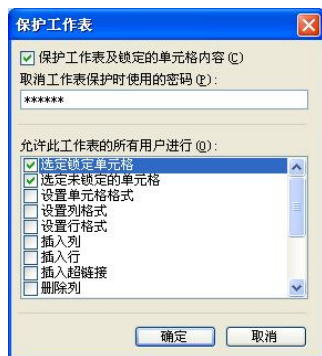 保护工作表
保护工作表及锁定的单元格内容(C)
取消工作表保护时使用的密码(P):
******
允许此工作表的所有用户进行(O):
选定锁定单元格
选定未锁定的单元格
设置单元格格式
设置列格式
设置行格式
插入列
插入行
插入超链接
删除列
确定 取消